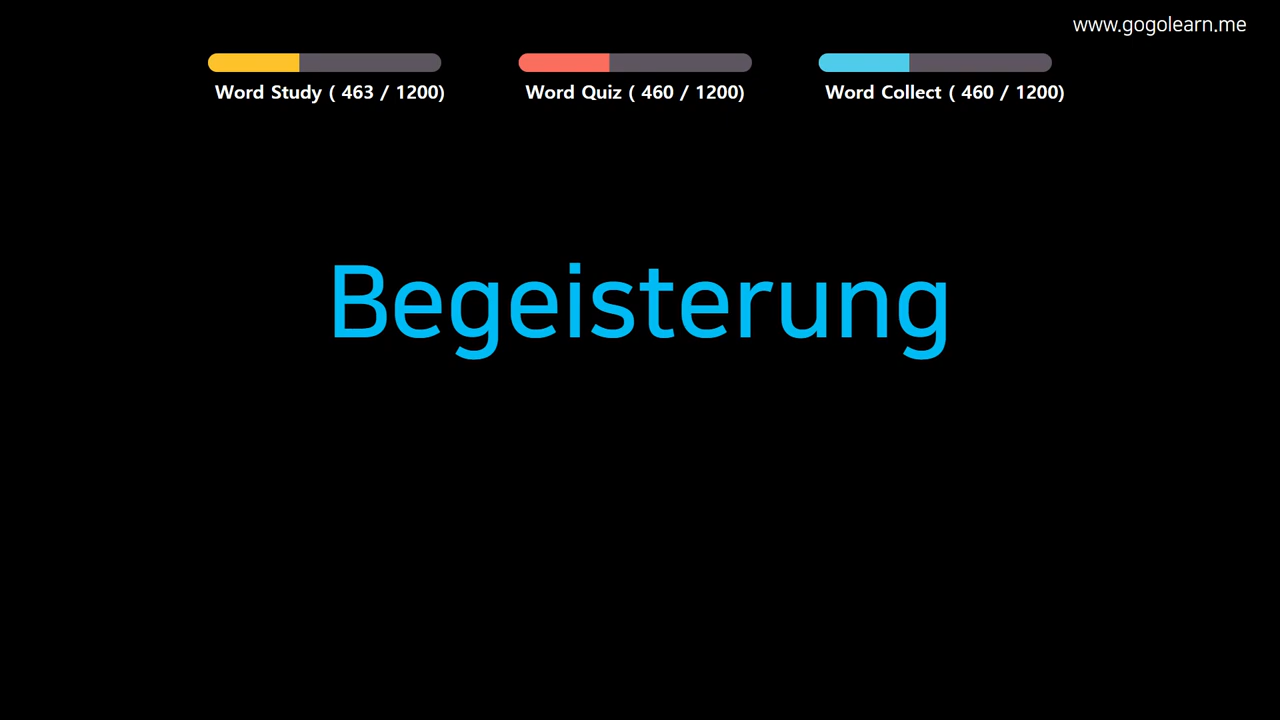 www.gogolearn.me
Word Study ( 463 / 1200)
Word Quiz ( 460 / 1200)
Word Collect ( 460 / 1200)
Begeisterung